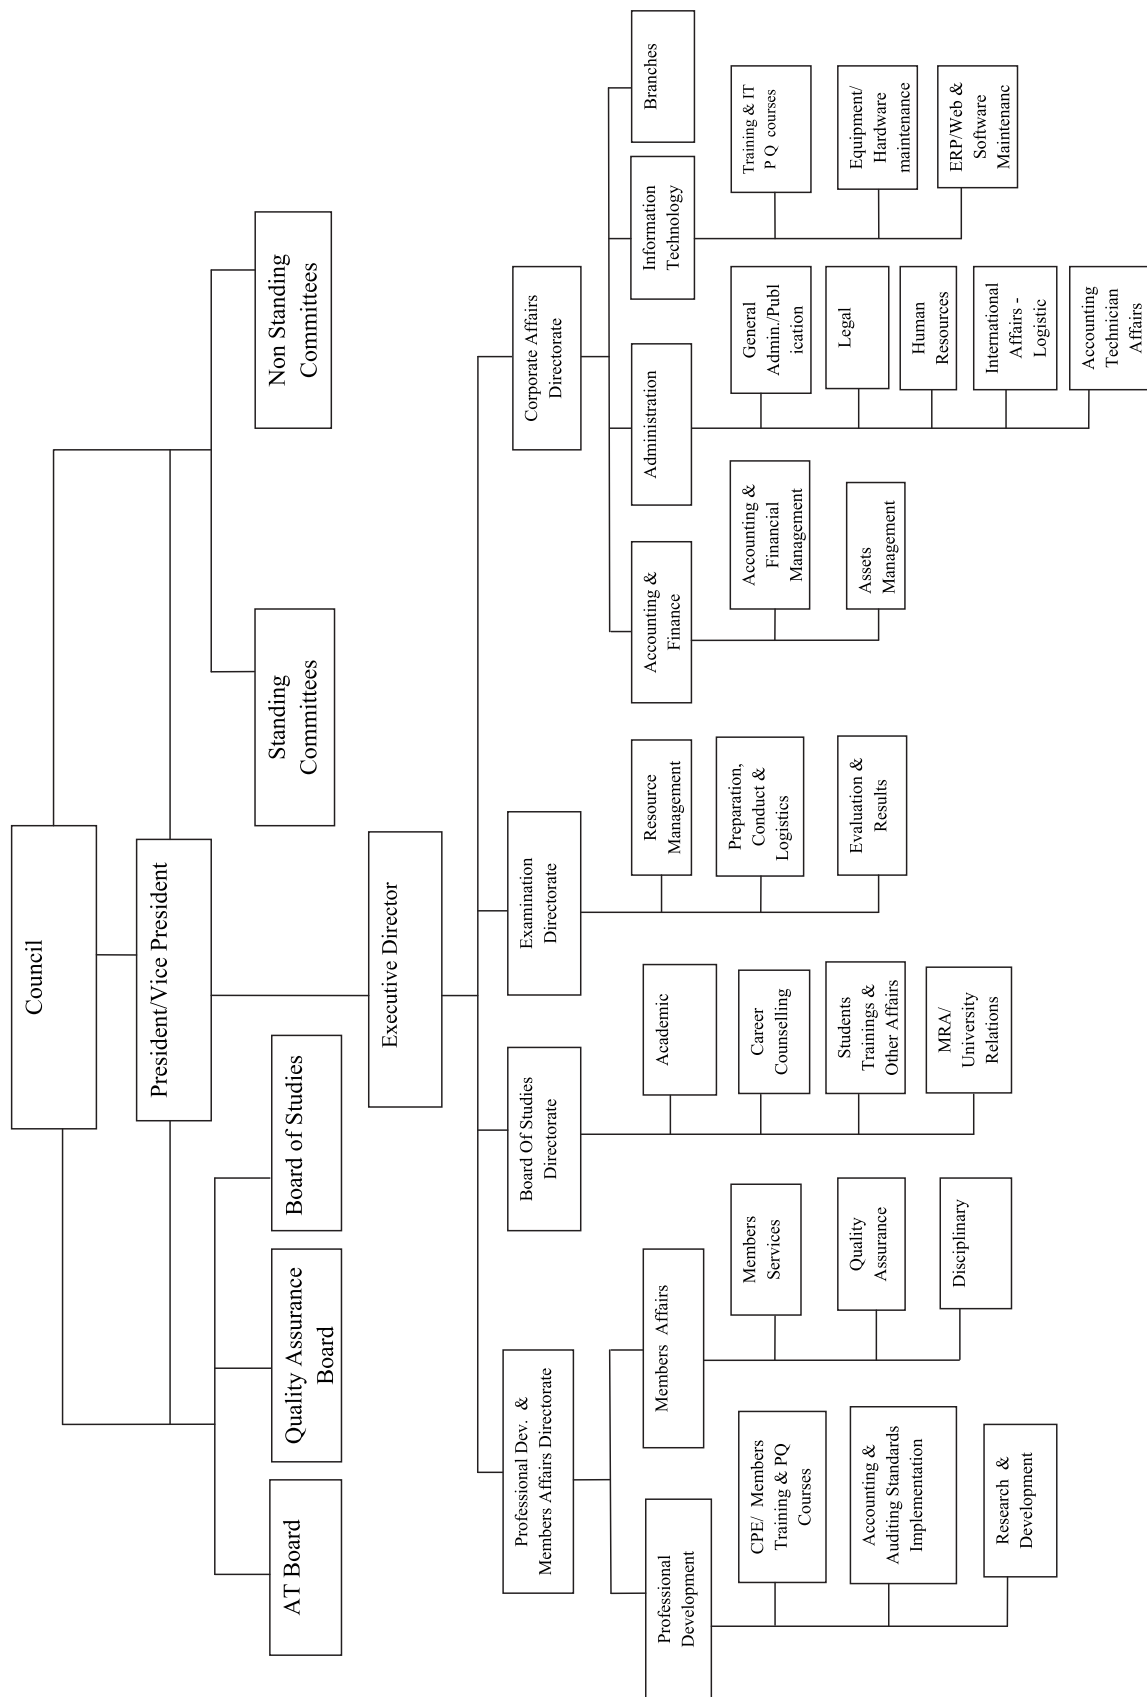 Council
President/Vice President
AT Board
Quality Assurance
Board
Board of Studies
Standing
Committees
Non Standing
Committees
Executive Director
Professional Dev. &
Members Affairs Directorate
Board Of Studies
Directorate
Examination
Directorate
Corporate Affairs
Directorate
Professional
Development
CPE/ Members
Training & PQ
Courses
Accounting &
Auditing Standards
Implementation
Research &
Development
Members Affairs
Members
Services
Quality
Assurance
Disciplinary
Academic
Career
Counselling
Students
Trainings &
Other Affairs
MRA/
University
Relations
Resource
Management
Preparation,
Conduct &
Logistics
Evaluation &
Results
Accounting &
Finance
Accounting &
Financial
Management
Assets
Management
Administration
General
Admin./Publ
ication
Legal
Human
Resources
International
Affairs -
Logistic
Accounting
Technician
Affairs
Information
Technology
Training & IT
P Q courses
Equipment/
Hardware
maintenance
ERP/Web &
Software
Maintenanc
Branches